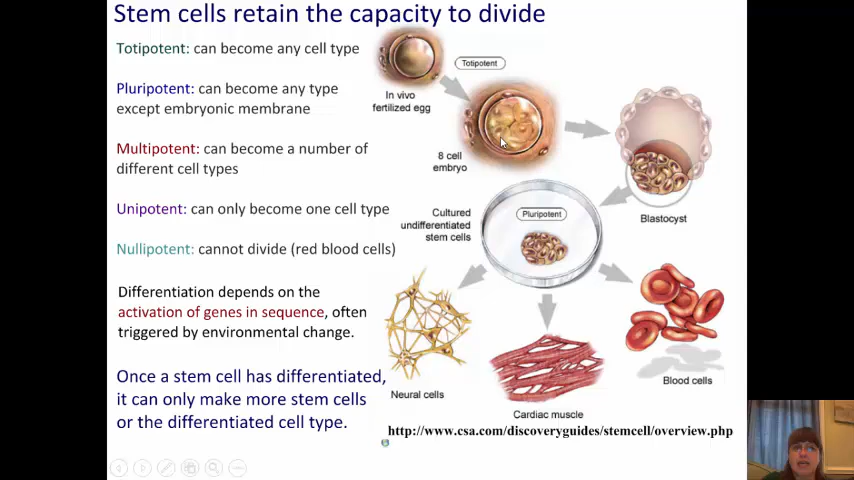 Stem cells retain the capacity to divide
Totipotent: can become any cell type
Pluripotent: can become any type
except embryonic membrane
Multipotent: can become a number of
different cell types
Unipotent: can only become one cell type
Nullipotent: cannot divide (red blood cells)
Differentiation depends on the
activation of genes in sequence, often
triggered by environmental change.
Once a stem cell has differentiated,
it can only make more stem cells
or the differentiated cell type.
Totipotent
In vivo
fertilized egg
8 cell
embryo
Blastocyst
Cultured
undifferentiated
stem cells
Pluripotent
Neural cells
Cardiac muscle
Blood cells
http://www.csa.com/discoveryguides/stemcell/overview.php